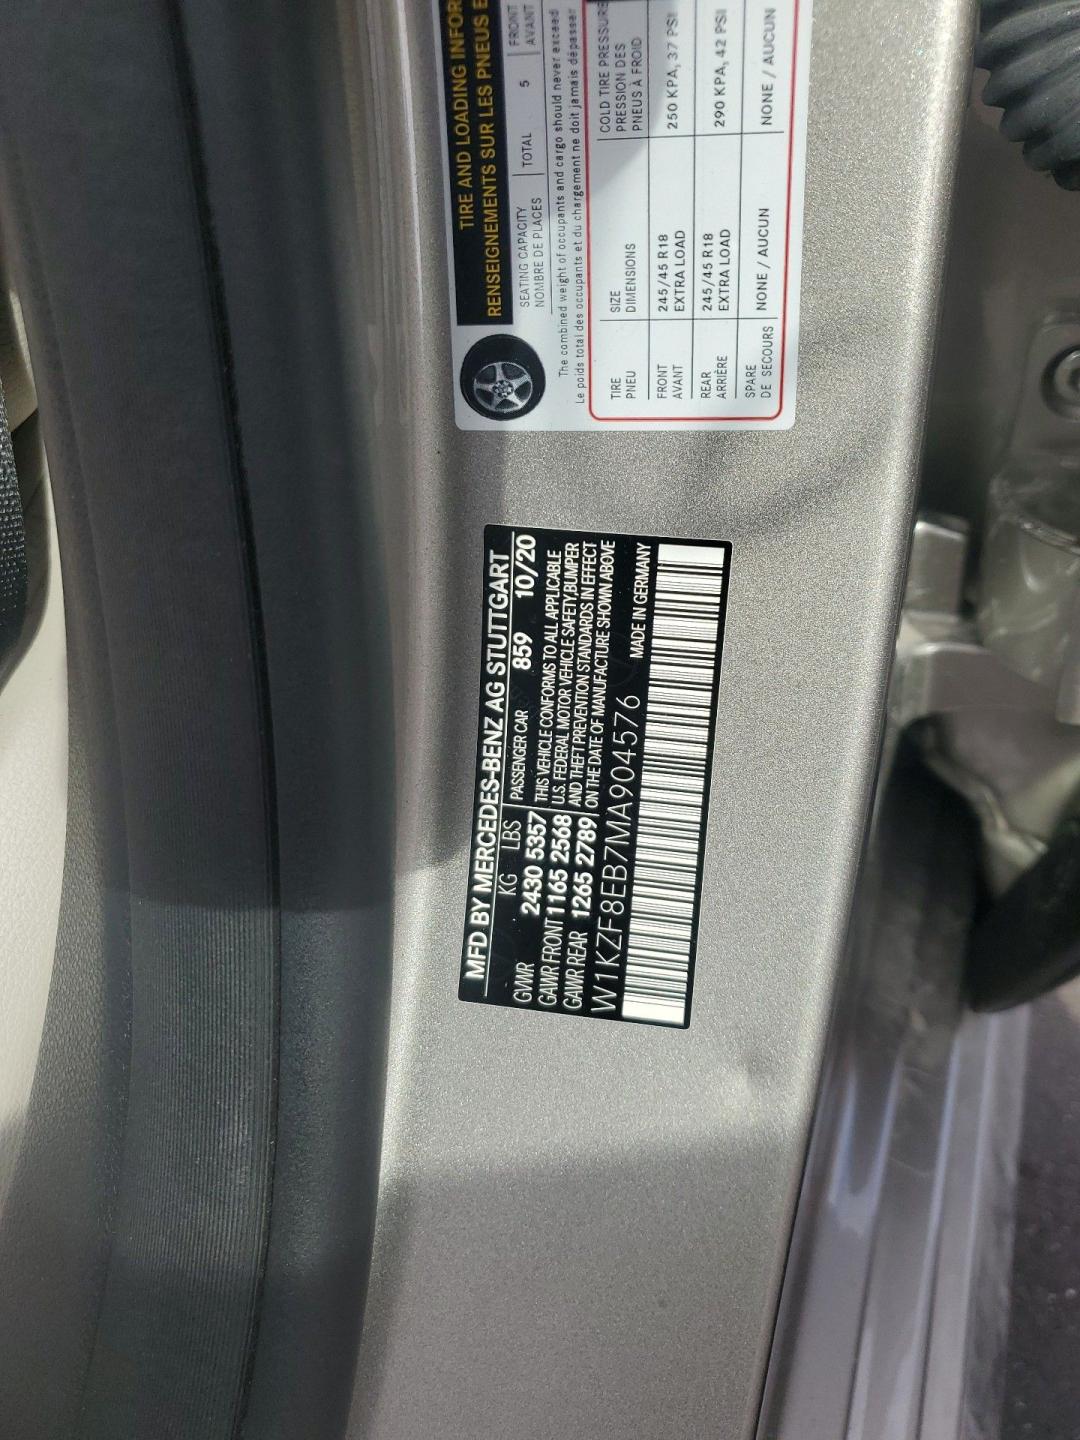 TIRE AND LOADING
RENSEIGNEMENTS SUR LES PNEUS
SEATING CAPACITY
NOMBRE DE PLACES
TOTAL 5
FRONT
AVANT
The combined weight of occupants and cargo should never exceed
Le poids total des occupants et du chargement ne doit jamais dépasser
TIRE
PNEU
SIZE
DIMENSIONS
COLD TIRE PRESSURE
PRESSION DES
PNEUS À FROID
FRONT
AVANT
245/45 R18
EXTRA LOAD
250 KPA, 37 PSI
REAR
ARRIÈRE
245/45 R18
EXTRA LOAD
290 KPA, 42 PSI
SPARE
DE SECOURS
NONE / AUCUN
NONE / AUCUN
MFD BY MERCEDES-BENZ AG STUTTGART
KG LBS PASSENGER CAR 859 10/20
GVWR 2430 5357 THIS VEHICLE CONFORMS TO ALL APPLICABLE
GAWR FRONT 1165 2568 U.S. FEDERAL MOTOR VEHICLE SAFETY,BUMPER
GAWR REAR 1265 2789 AND THEFT PREVENTION STANDARDS IN EFFECT
ON THE DATE OF MANUFACTURE SHOWN ABOVE
W1KZF8EB7MA904576 MADE IN GERMANY